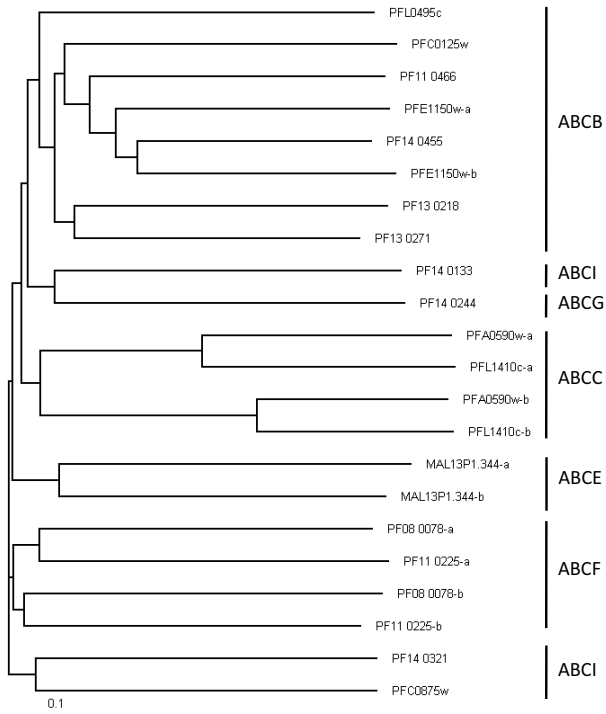 PFL0495c
PFC0125w
PF11 0466
PFE1150w-a
PF14 0455
PFE1150w-b
PF13 0218
PF13 0271
ABCB
PF14 0133
ABCI
PF14 0244
ABCG
PFA0590w-a
PFL1410c-a
PFA0590w-b
PFL1410c-b
ABCC
MAL13P1.344-a
MAL13P1.344-b
ABCE
PF08 0078-a
PF11 0225-a
PF08 0078-b
PF11 0225-b
ABCF
PF14 0321
PFC0875w
ABCI
0.1